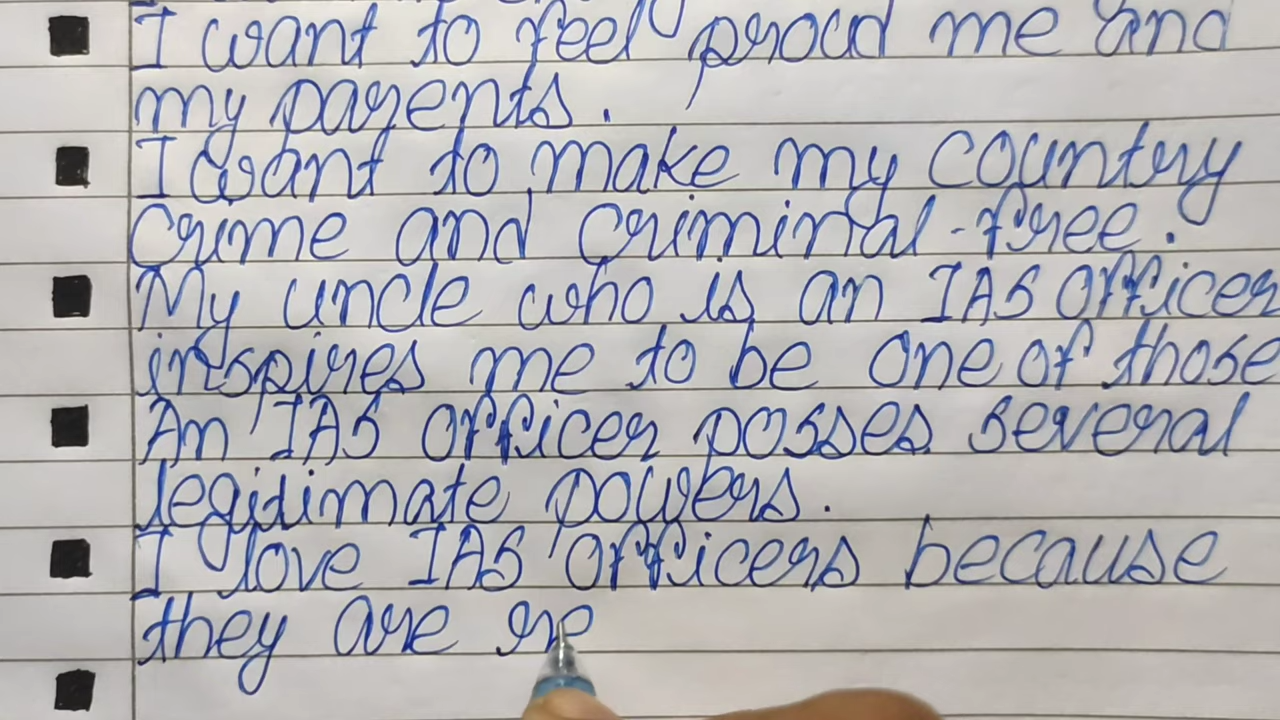 I want to feel proud me and
my parents.
I want to make my country
crime and criminal-free.
My uncle who is an IAS officer
inspires me to be one of those
An IAS officer posses several
legitimate powers.
I love IAS officers because
they are re